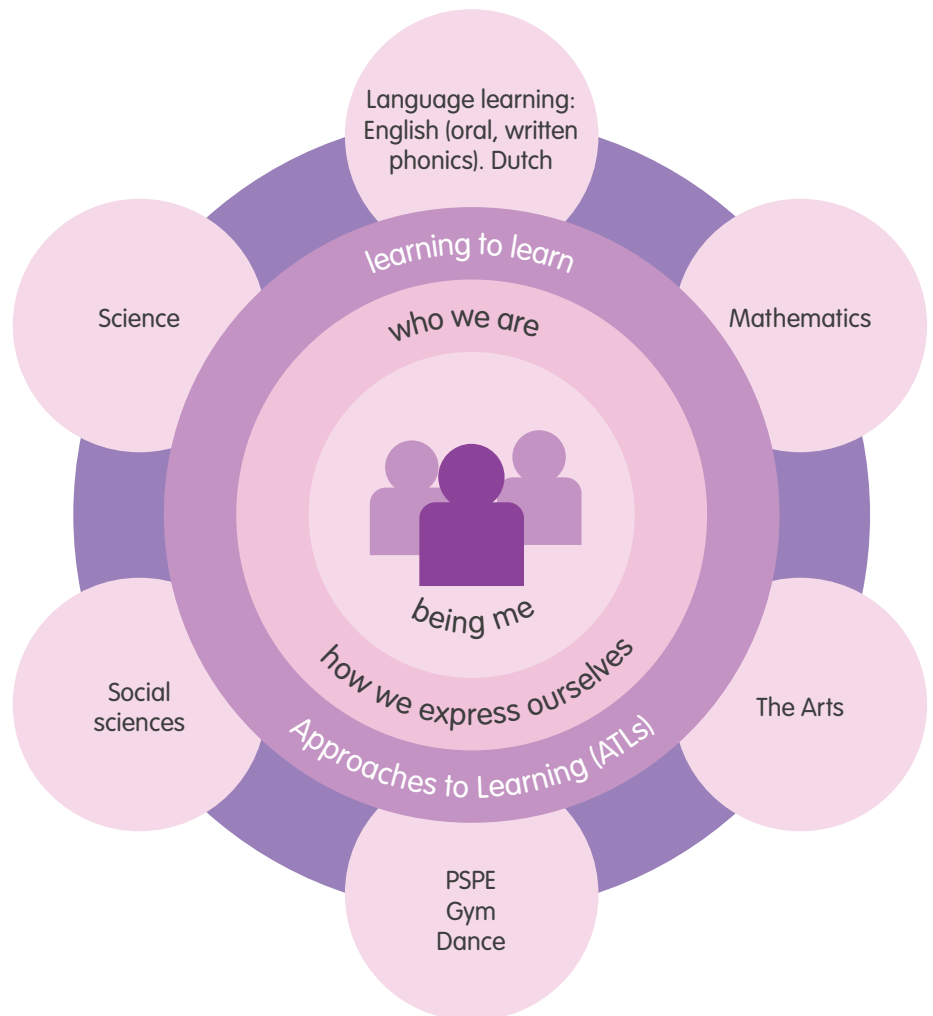 Language learning:
English (oral, written
phonics). Dutch
learning to learn
who we are
Science
Mathematics
being me
how we express ourselves
Approaches to Learning (ATLs)
Social
sciences
The Arts
PSPE
Gym
Dance